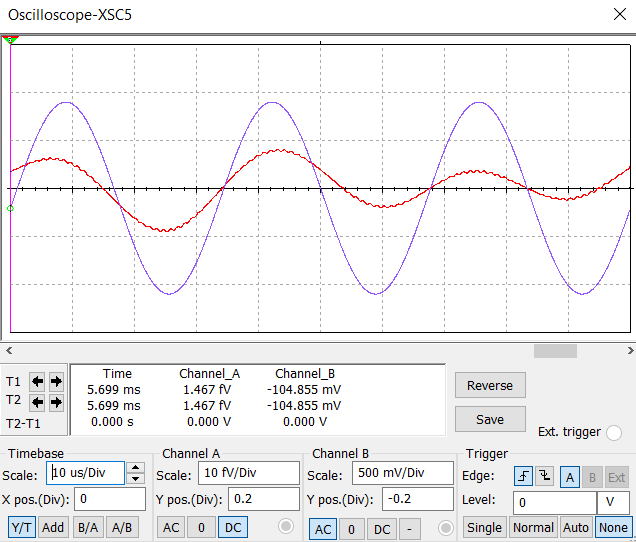 Oscilloscope-XSC5
T1
T2
T2-T1
Time Channel_A Channel_B
5.699 ms 1.467 fV -104.855 mV
5.699 ms 1.467 fV -104.855 mV
0.000 s 0.000 V 0.000 V
Reverse
Save
Ext. trigger
Timebase
Scale: 10 us/Div
X pos.(Div): 0
Y/T Add B/A A/B
Channel A
Scale: 10 fV/Div
Y pos.(Div): 0.2
AC 0 DC
Channel B
Scale: 500 mV/Div
Y pos.(Div): -0.2
AC 0 DC -
Trigger
Edge: A B Ext
Level: 0 V
Single Normal Auto None